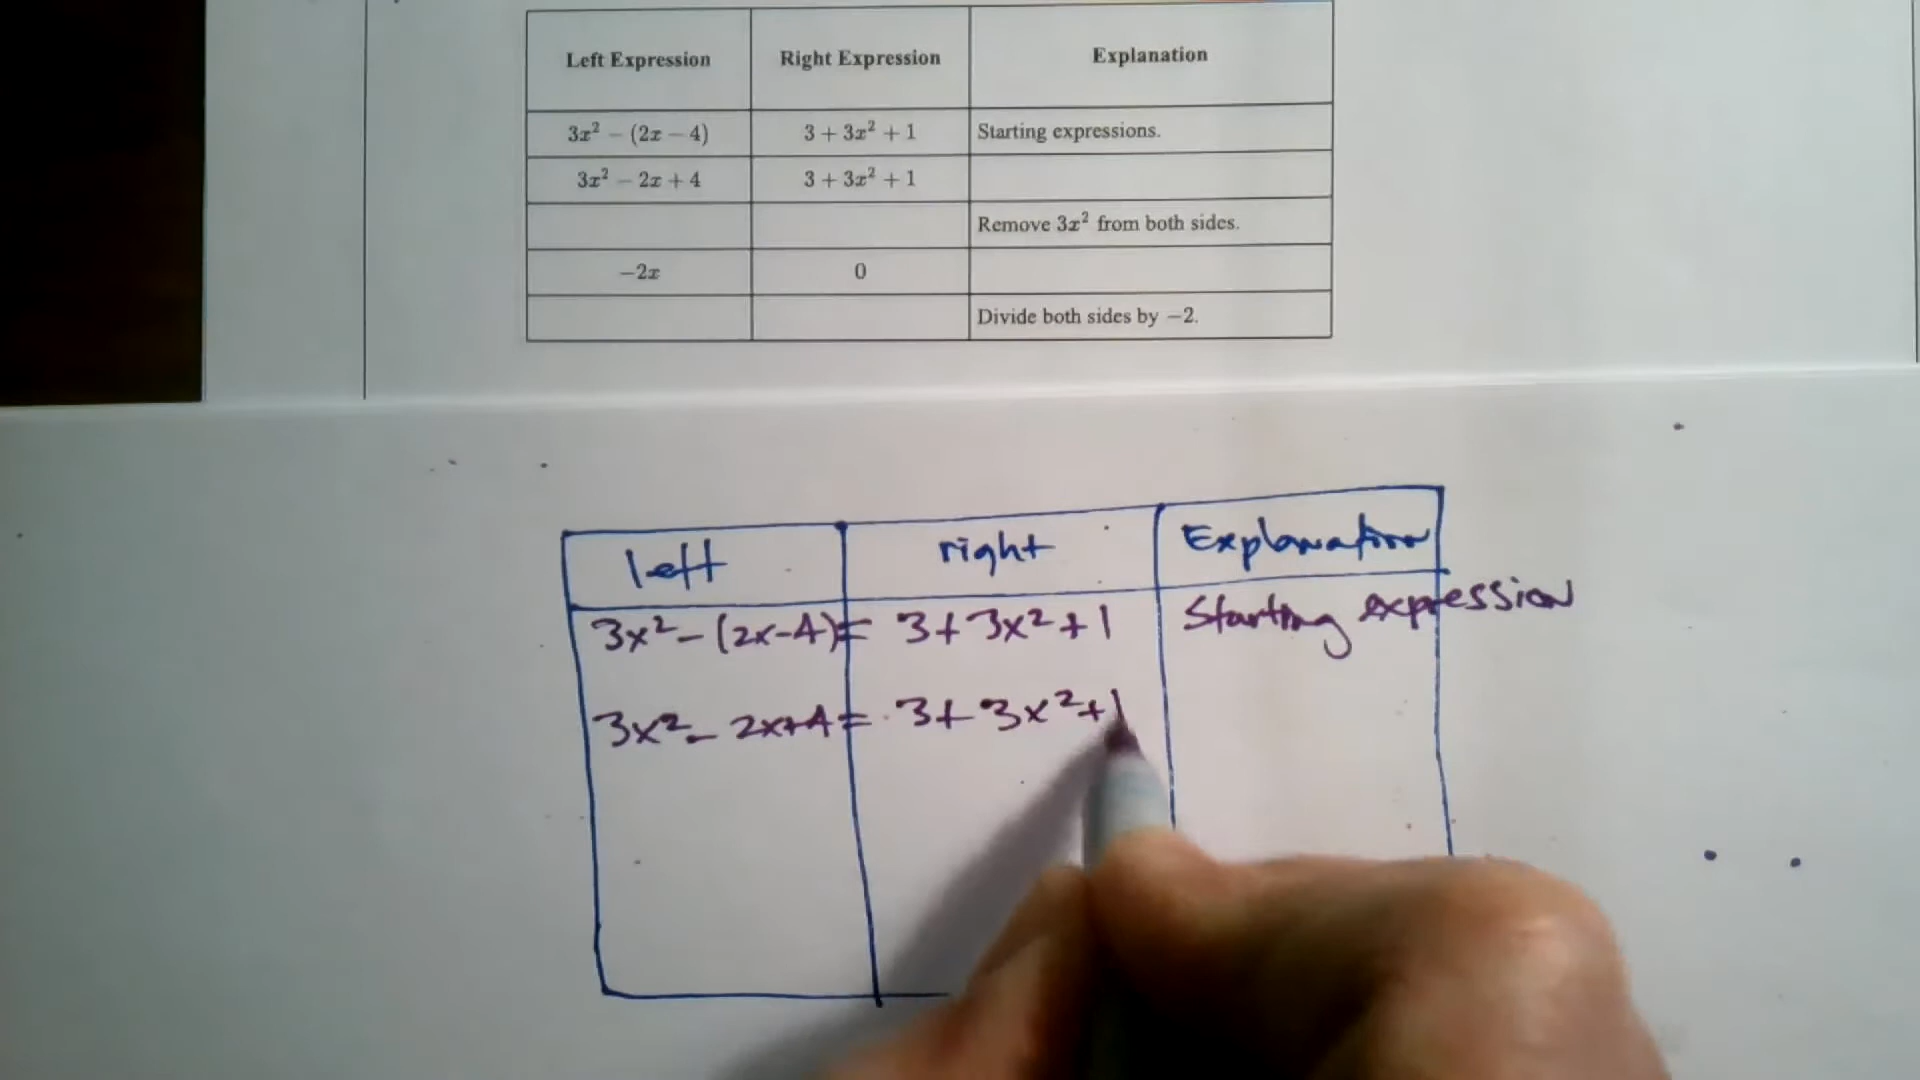 Left Expression Right Expression Explanation
3x² − (2x − 4) 3 + 3x² + 1 Starting expressions.
3x² − 2x + 4 3 + 3x² + 1
Remove 3x² from both sides.
−2x 0
Divide both sides by −2.
left right Explanation
3x² − (2x−4) = 3 + 3x² + 1 Starting expression
3x² − 2x+4 = 3 + 3x² + 1